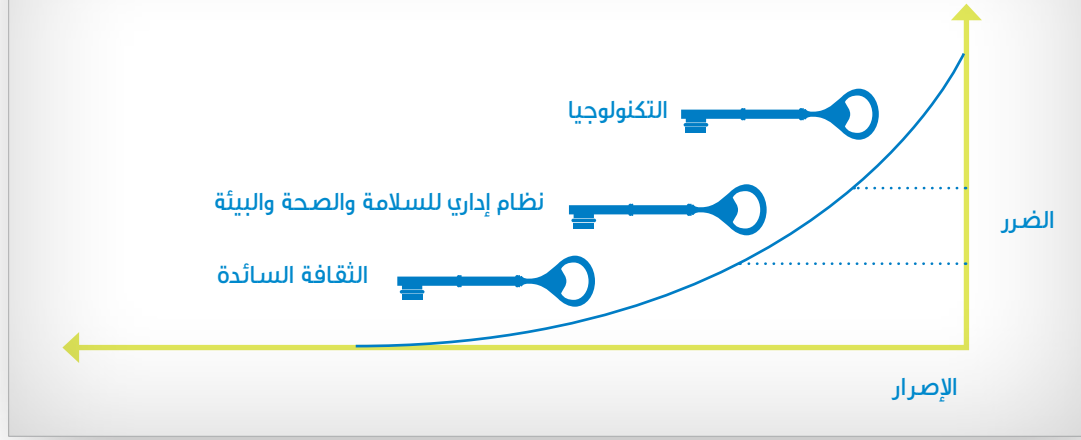 التكنولوجيا
نظام إداري للسلامة والصحة والبيئة
الضرر
الثقافة السائدة
الإصرار